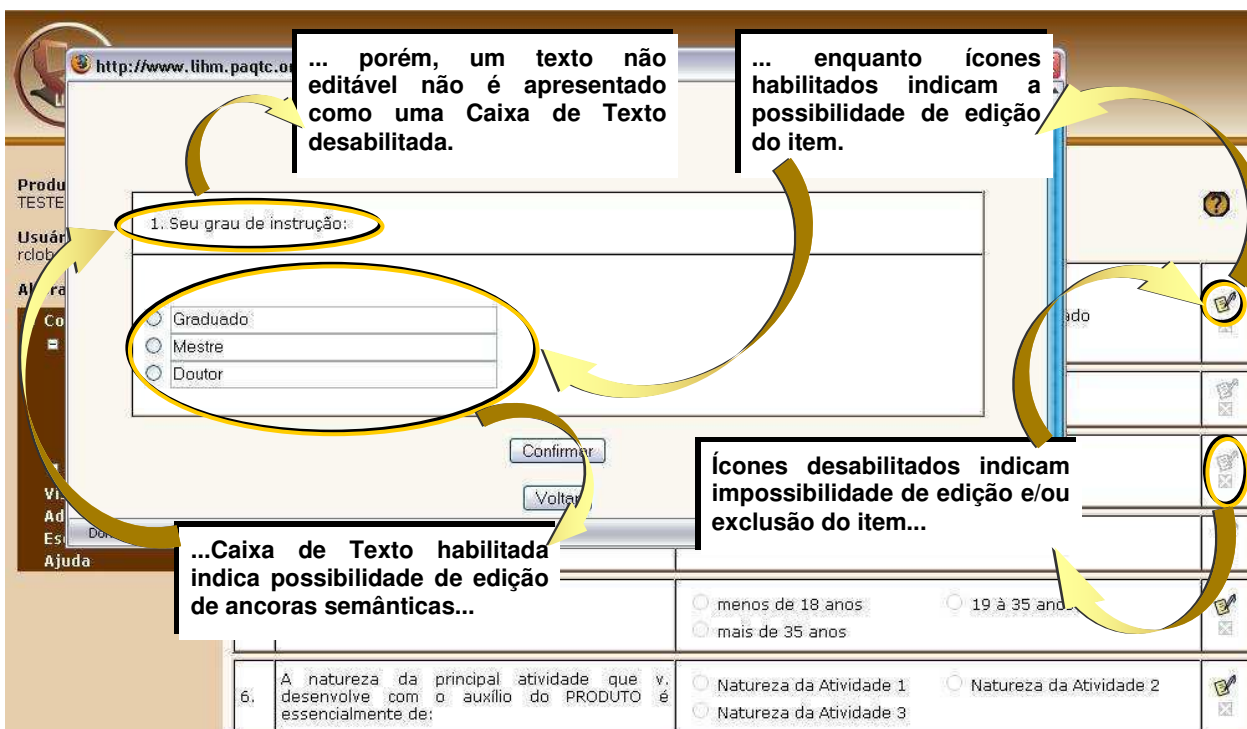 http://www.lihm.paqtc.or
... porém, um texto não
editável não é apresentado
como uma Caixa de Texto
desabilitada.
... enquanto ícones
habilitados indicam a
possibilidade de edição
do item.
Produ
TESTE
Usuár
rclob
1. Seu grau de instrução:
Graduado
Mestre
Doutor
Confirmar
Voltar
Co
Vis
Ad
Es
Ajuda
ado
Ícones desabilitados indicam
impossibilidade de edição e/ou
exclusão do item...
...Caixa de Texto habilitada
indica possibilidade de edição
de ancoras semânticas...
menos de 18 anos
19 à 35 anos
mais de 35 anos
6.
A natureza da principal atividade que v.
desenvolve com o auxílio do PRODUTO é
essencialmente de:
Natureza da Atividade 1
Natureza da Atividade 2
Natureza da Atividade 3